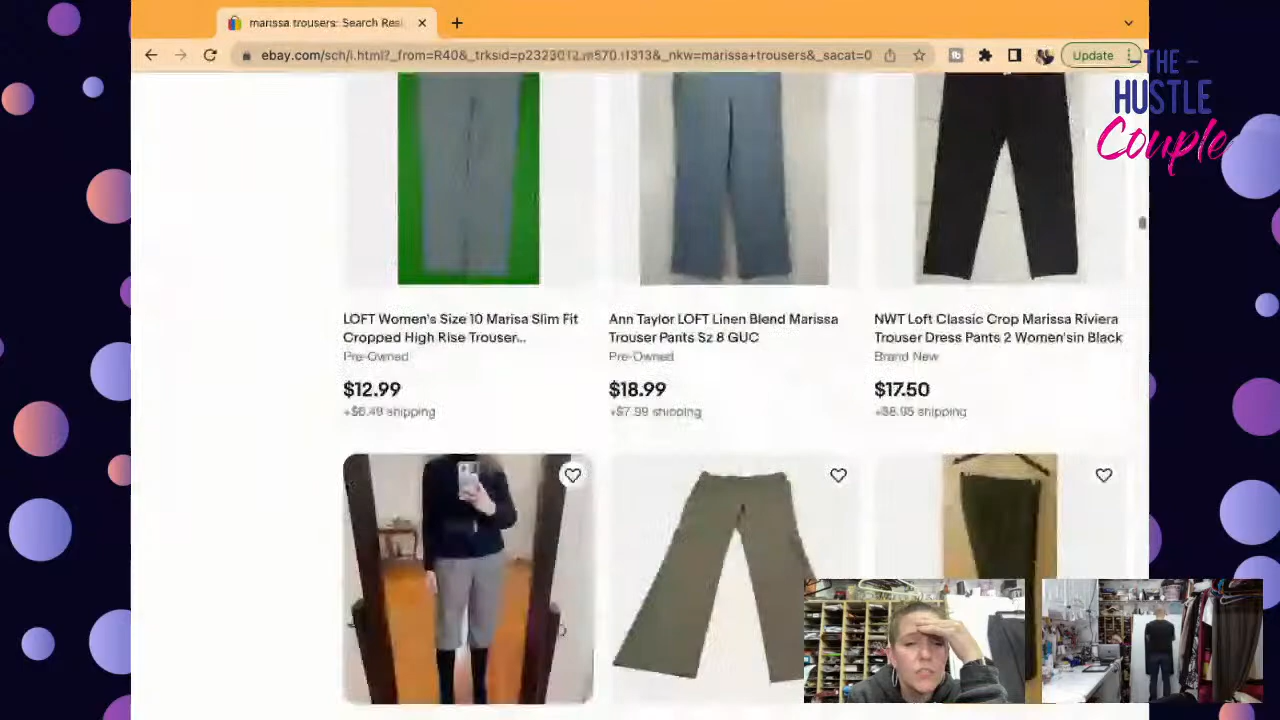 marissa trousers: Search Resi
ebay.com/sch/i.html?_from=R40&_trksid=p2323012.m570.l1313&_nkw=marissa+trousers&_sacat=0
Update
- THE -
HUSTLE
Couple
LOFT Women's Size 10 Marisa Slim Fit
Cropped High Rise Trouser...
Pre-Owned
$12.99
+$6.49 shipping
Ann Taylor LOFT Linen Blend Marissa
Trouser Pants Sz 8 GUC
Pre-Owned
$18.99
+$7.99 shipping
NWT Loft Classic Crop Marissa Riviera
Trouser Dress Pants 2 Women'sin Black
Brand New
$17.50
+$8.95 shipping